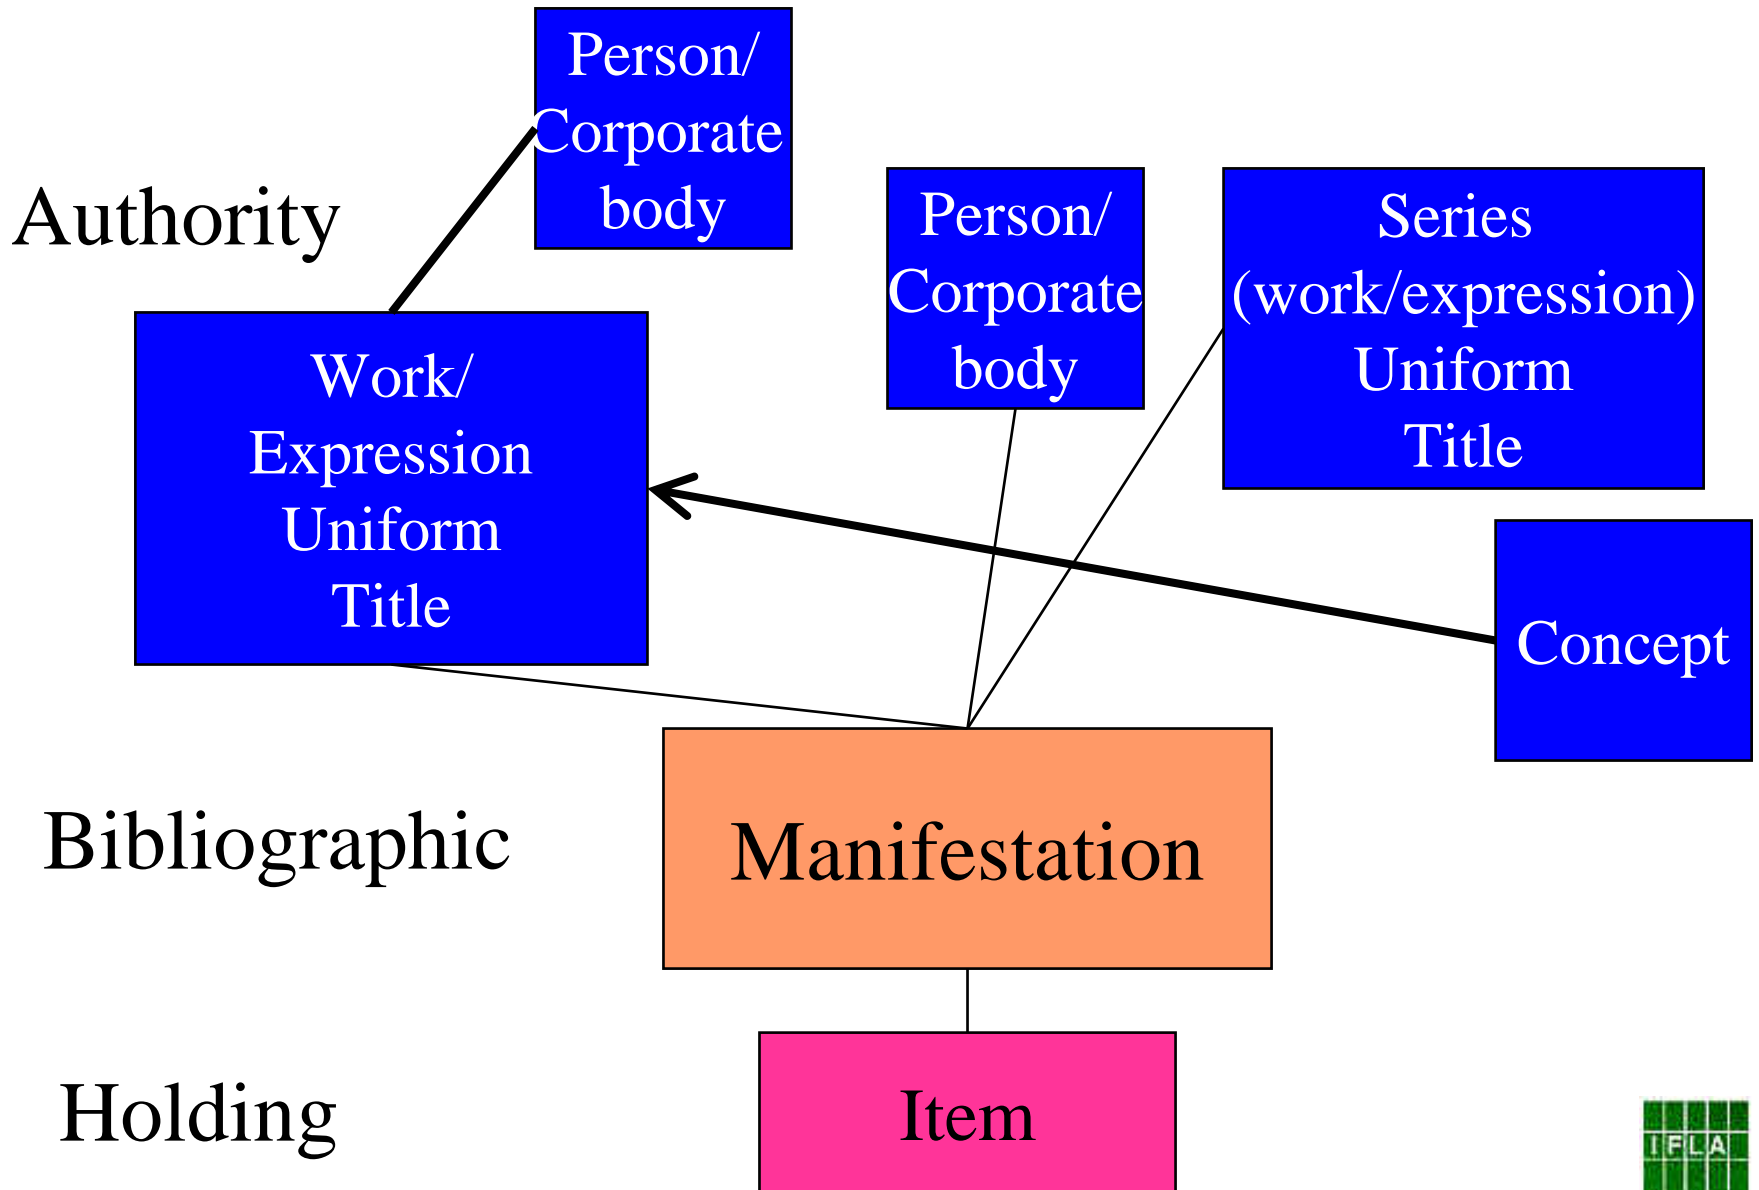 Person/
Corporate
body
Authority
Person/
Corporate
body
Series
(work/expression)
Uniform
Title
Work/
Expression
Uniform
Title
Concept
Bibliographic
Manifestation
Holding
Item
IFLA